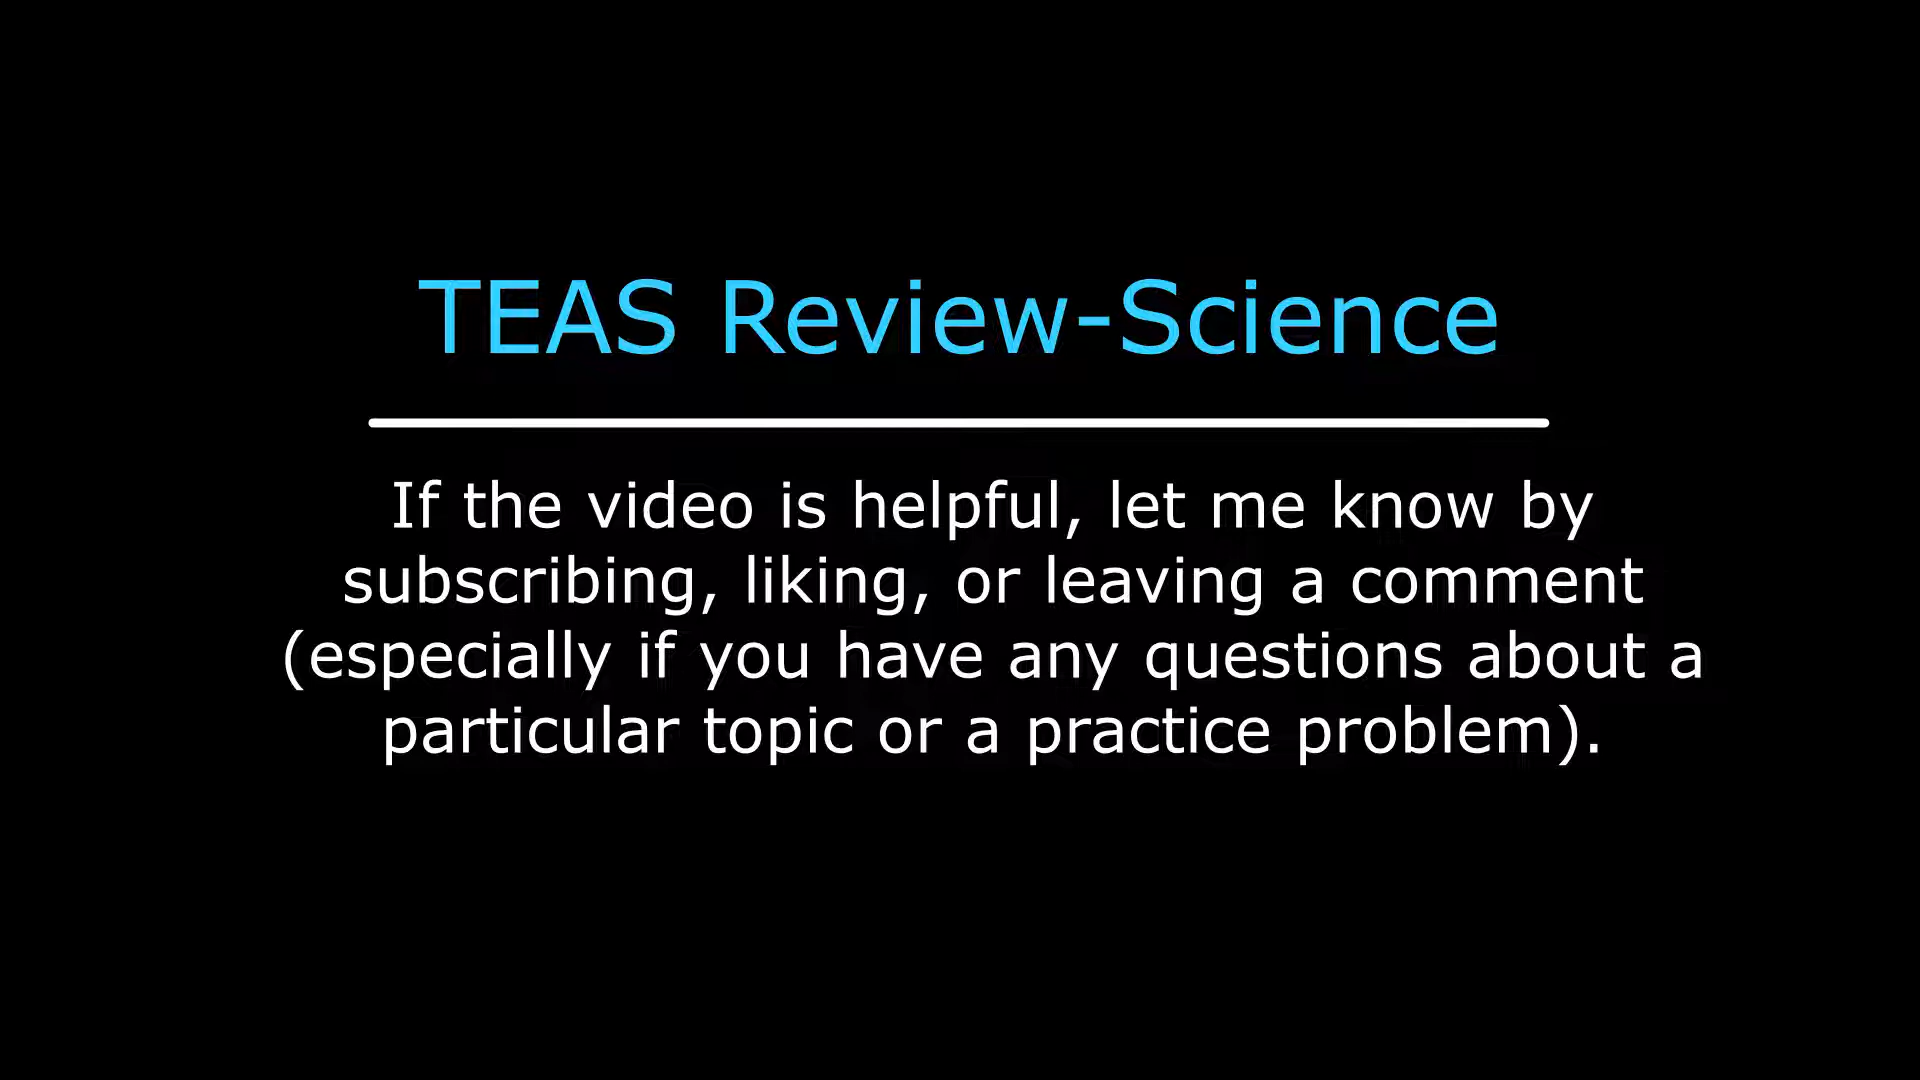 TEAS Review-Science
If the video is helpful, let me know by
subscribing, liking, or leaving a comment
(especially if you have any questions about a
particular topic or a practice problem).